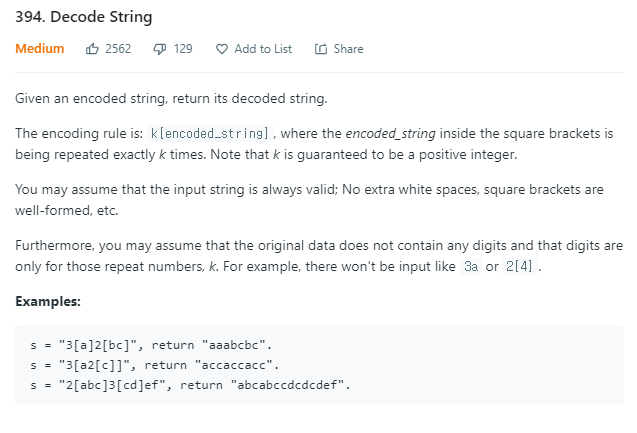 394. Decode String
Medium 2562 129 Add to List Share
Given an encoded string, return its decoded string.
The encoding rule is: k[encoded_string], where the encoded_string inside the square brackets is
being repeated exactly k times. Note that k is guaranteed to be a positive integer.
You may assume that the input string is always valid; No extra white spaces, square brackets are
well-formed, etc.
Furthermore, you may assume that the original data does not contain any digits and that digits are
only for those repeat numbers, k. For example, there won't be input like 3a or 2[4].
Examples:
s = "3[a]2[bc]", return "aaabcbc".
s = "3[a2[c]]", return "accaccacc".
s = "2[abc]3[cd]ef", return "abcabccdcdcdef".